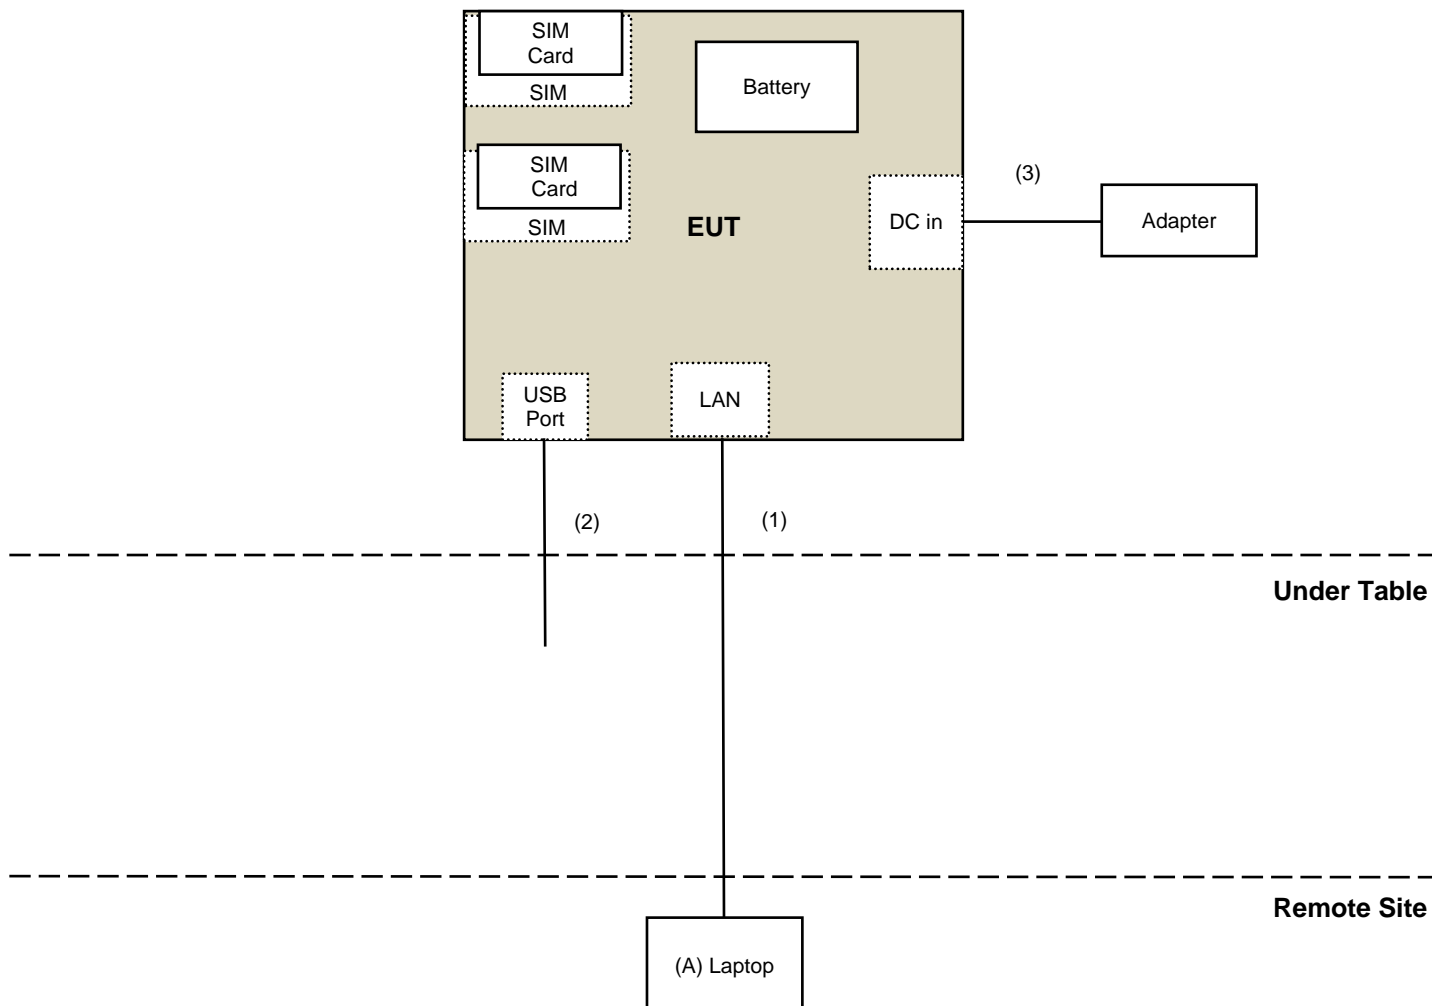 SIM
Card
SIM
Battery
SIM
Card
SIM
EUT
DC in
(3)
Adapter
USB
Port
LAN
(2)
(1)
Under Table
Remote Site
(A) Laptop